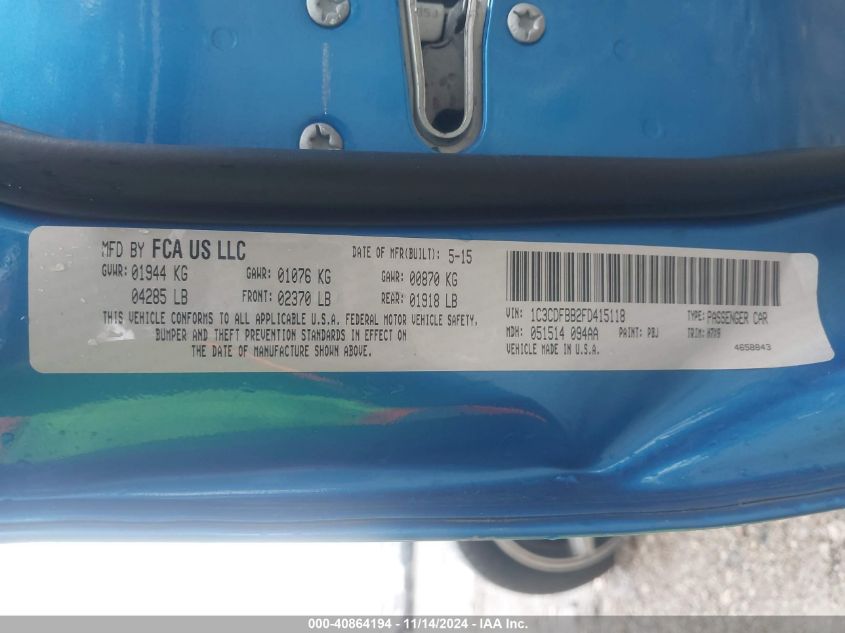 MFD BY FCA US LLC DATE OF MFR(BUILT): 5-15
GVWR: 01944 KG GAWR: 01076 KG GAWR: 00870 KG
04285 LB FRONT: 02370 LB REAR: 01918 LB
THIS VEHICLE CONFORMS TO ALL APPLICABLE U.S.A. FEDERAL MOTOR VEHICLE SAFETY,
BUMPER AND THEFT PREVENTION STANDARDS IN EFFECT ON
THE DATE OF MANUFACTURE SHOWN ABOVE.
VIN: 1C3CDFBB2FD415118 TYPE: PASSENGER CAR
MDH: 051514 094AA PAINT: PBJ TRIM: H7X9
VEHICLE MADE IN U.S.A. 4658843
000-40864194 - 11/14/2024 - IAA Inc.